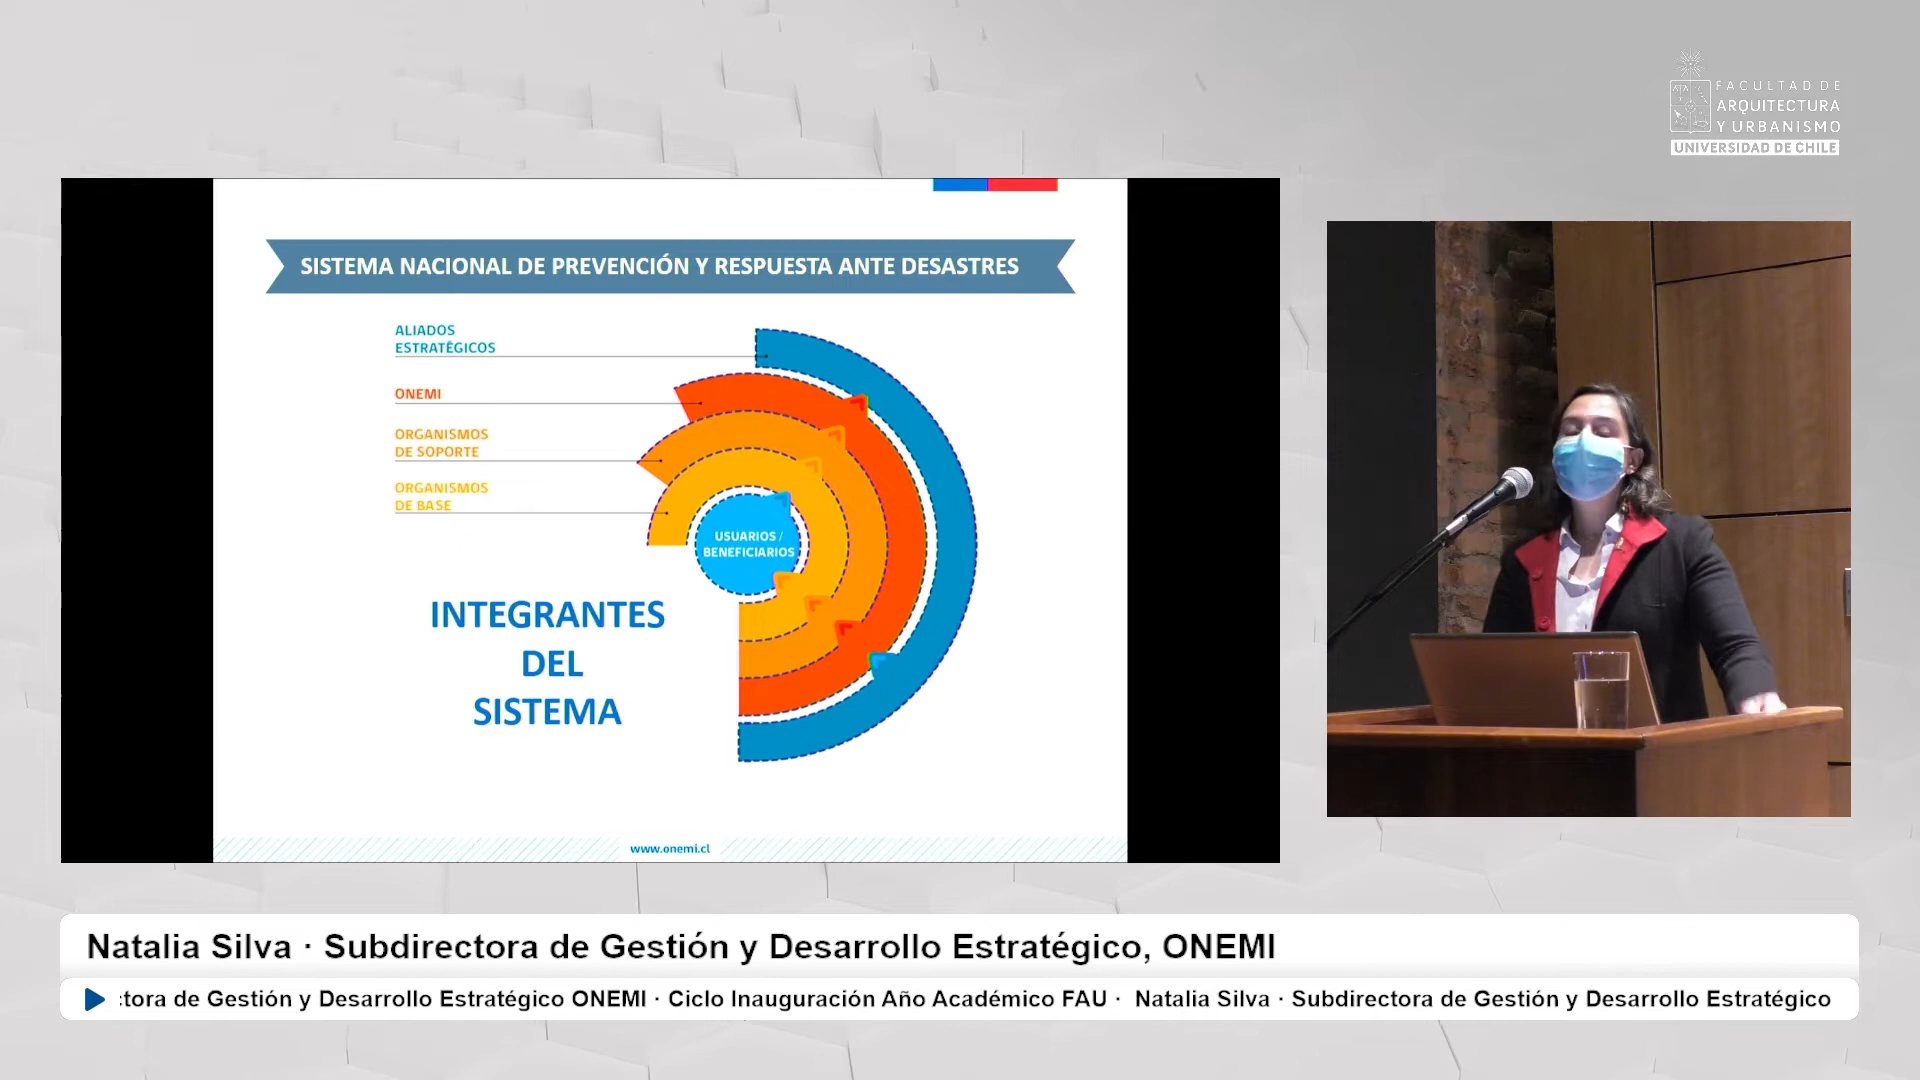 FACULTAD DE
ARQUITECTURA
Y URBANISMO
UNIVERSIDAD DE CHILE
SISTEMA NACIONAL DE PREVENCIÓN Y RESPUESTA ANTE DESASTRES
ALIADOS
ESTRATÉGICOS
ONEMI
ORGANISMOS
DE SOPORTE
ORGANISMOS
DE BASE
USUARIOS /
BENEFICIARIOS
INTEGRANTES
DEL
SISTEMA
www.onemi.cl
Natalia Silva · Subdirectora de Gestión y Desarrollo Estratégico, ONEMI
tora de Gestión y Desarrollo Estratégico ONEMI · Ciclo Inauguración Año Académico FAU · Natalia Silva · Subdirectora de Gestión y Desarrollo Estratégico